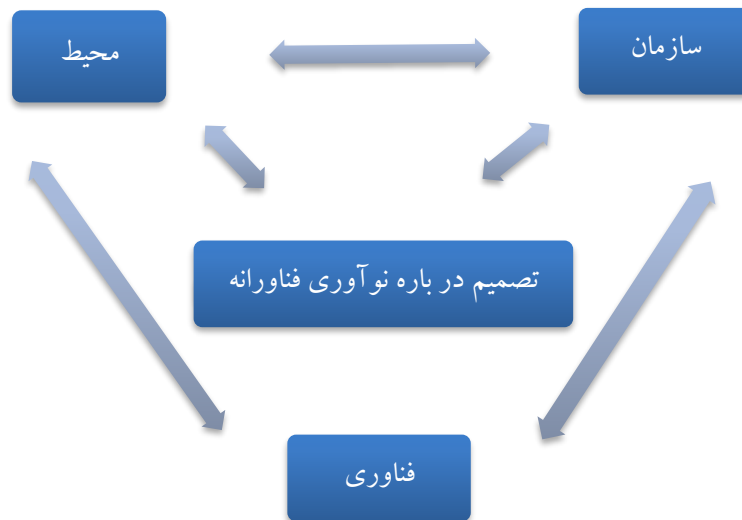 سازمان
محیط
تصمیم در باره نوآوری فناورانه
فناوری